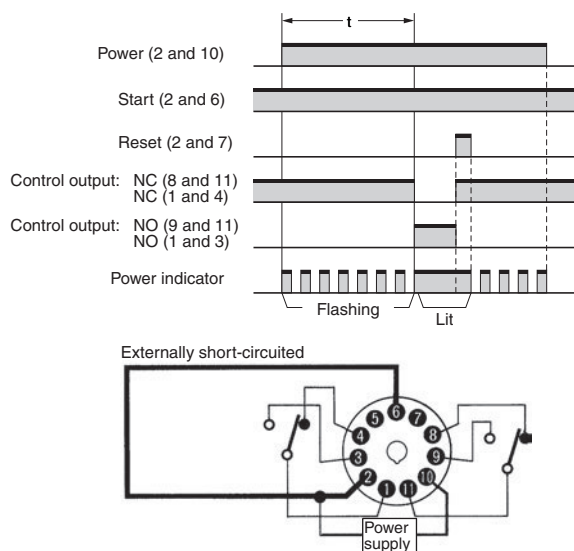 t
Power (2 and 10)
Start (2 and 6)
Reset (2 and 7)
Control output: NC (8 and 11)
NC (1 and 4)
Control output: NO (9 and 11)
NO (1 and 3)
Power indicator
Flashing
Lit
Externally short-circuited
6
5 7
4 8
3 9
2 10
1 11
Power
supply